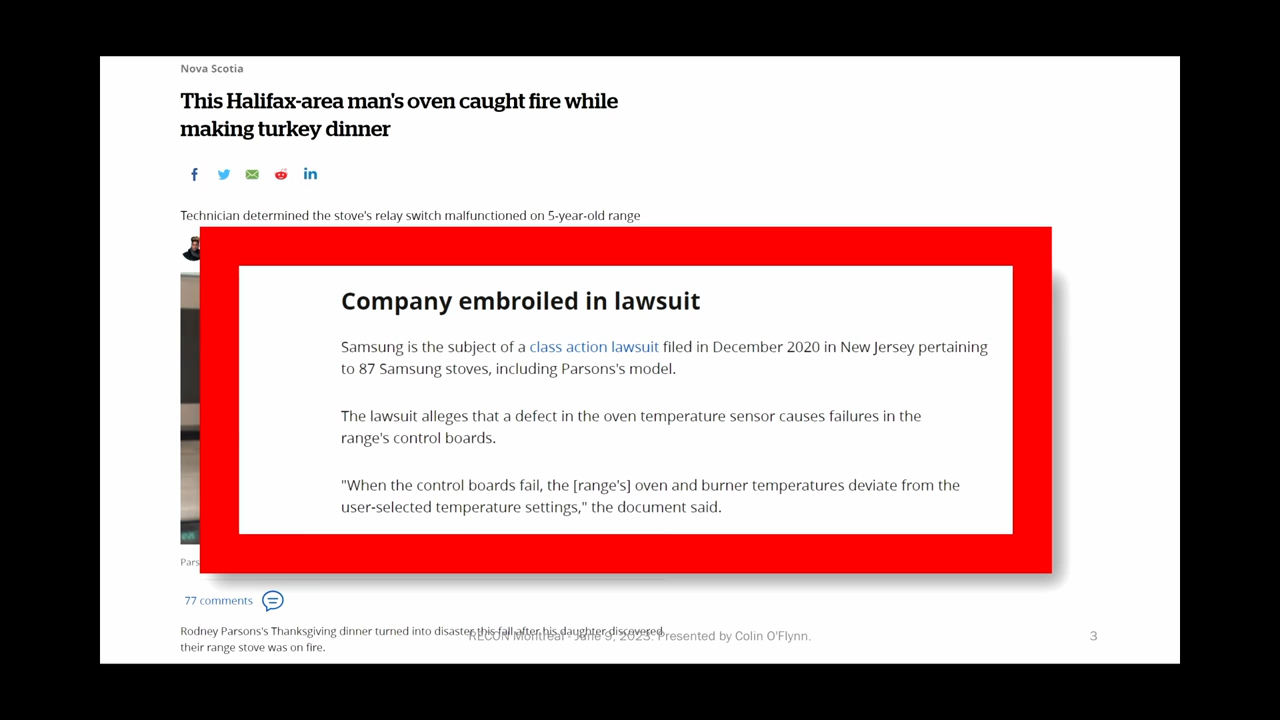 Nova Scotia
This Halifax-area man's oven caught fire while
making turkey dinner
Technician determined the stove's relay switch malfunctioned on 5-year-old range
Company embroiled in lawsuit
Samsung is the subject of a class action lawsuit filed in December 2020 in New Jersey pertaining
to 87 Samsung stoves, including Parsons's model.
The lawsuit alleges that a defect in the oven temperature sensor causes failures in the
range's control boards.
"When the control boards fail, the [range's] oven and burner temperatures deviate from the
user-selected temperature settings," the document said.
Pars
77 comments
Rodney Parsons's Thanksgiving dinner turned into disaster this fall after his daughter discovered
their range stove was on fire.
RECON Montreal - June 9, 2023. Presented by Colin O'Flynn.
3